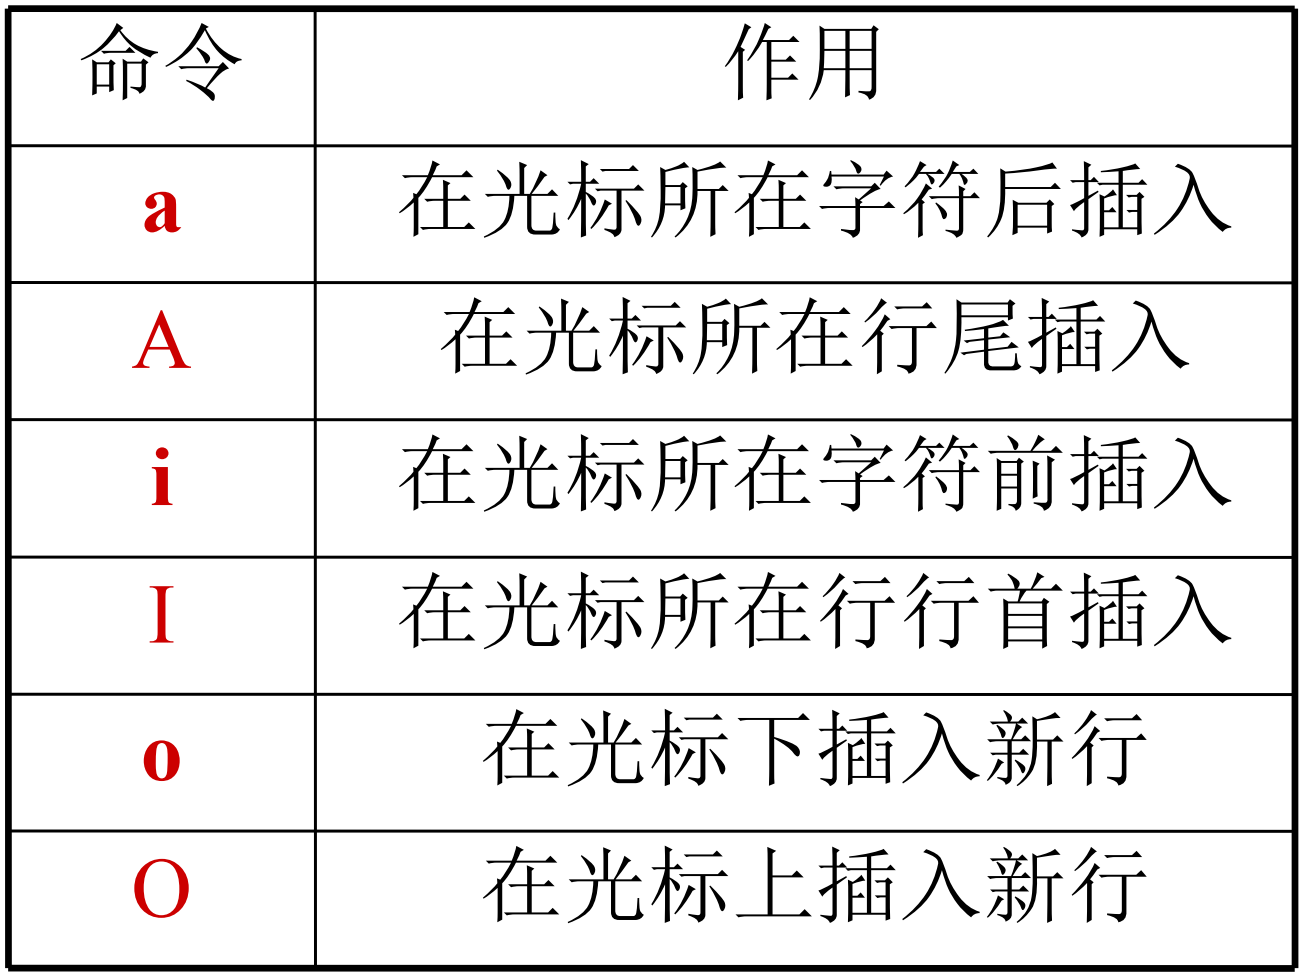 命令 作用
a 在光标所在字符后插入
A 在光标所在行尾插入
i 在光标所在字符前插入
I 在光标所在行行首插入
o 在光标下插入新行
O 在光标上插入新行